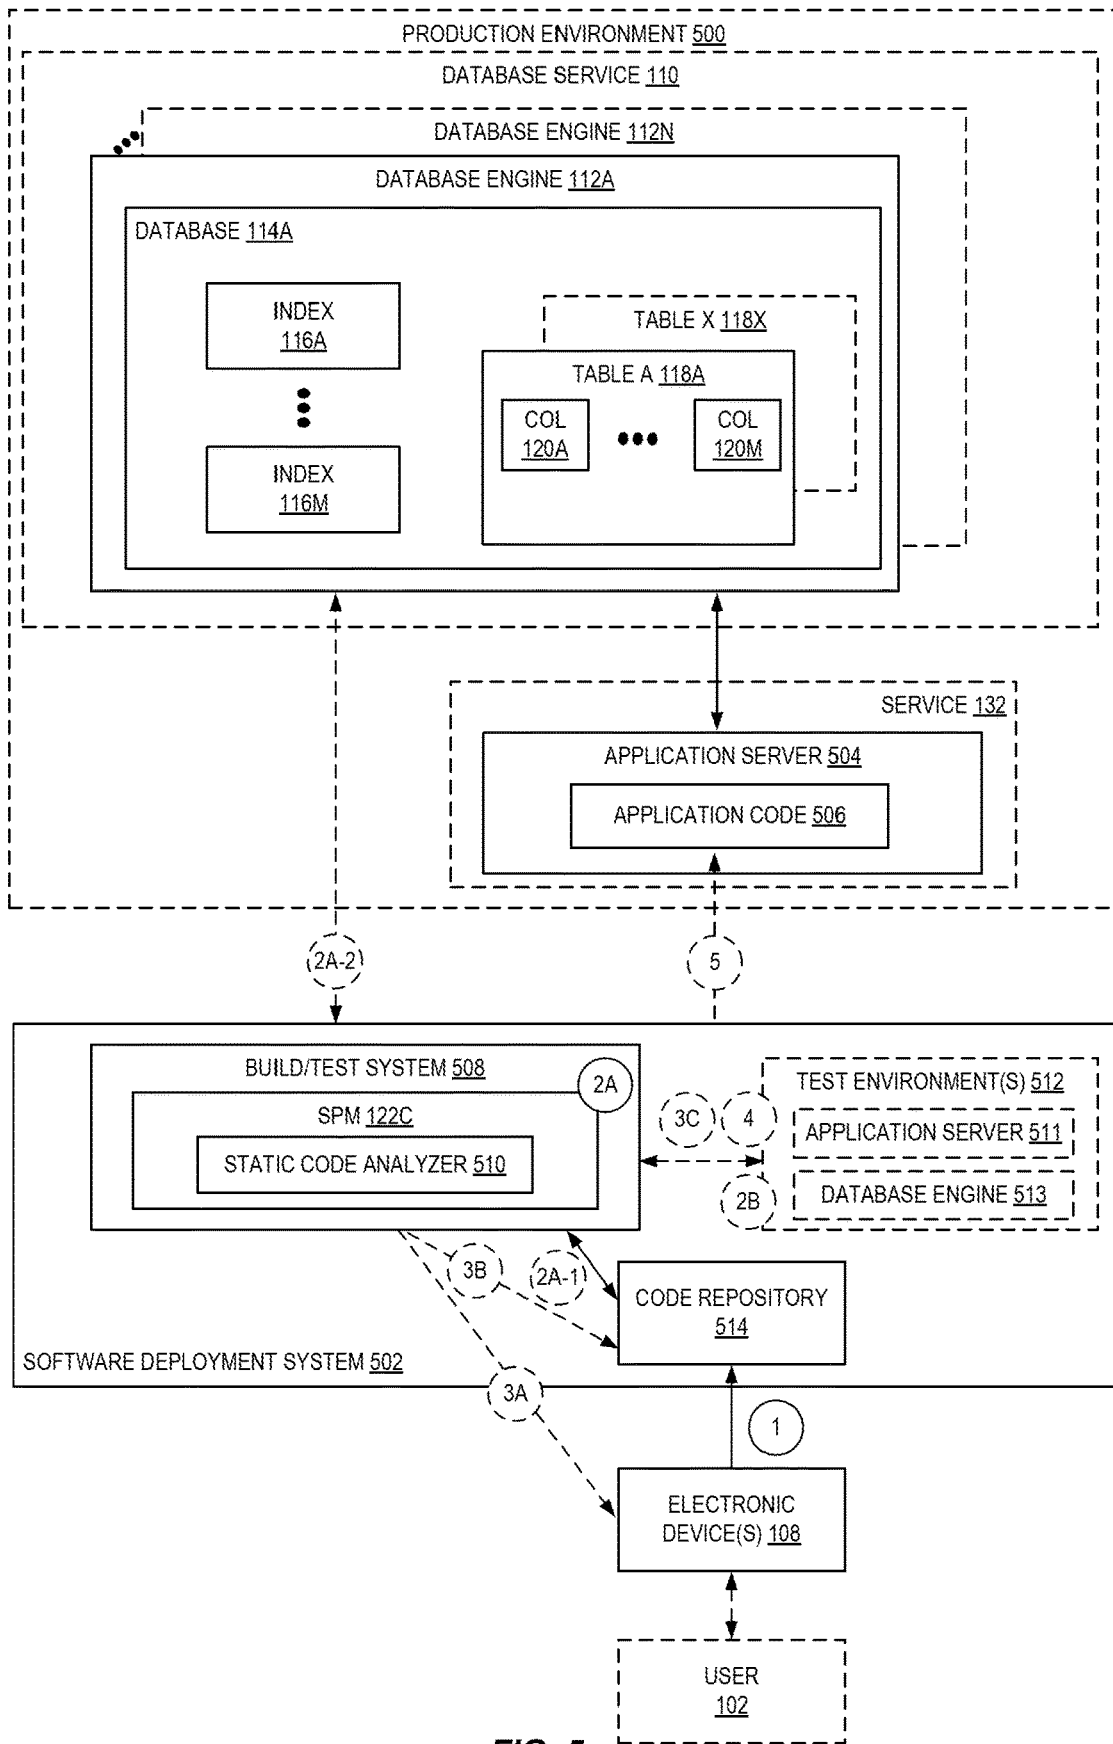 PRODUCTION ENVIRONMENT 500
DATABASE SERVICE 110
DATABASE ENGINE 112N
DATABASE ENGINE 112A
DATABASE 114A
INDEX
116A
INDEX
116M
TABLE X 118X
TABLE A 118A
COL
120A
COL
120M
SERVICE 132
APPLICATION SERVER 504
APPLICATION CODE 506
2A-2
5
BUILD/TEST SYSTEM 508
2A
SPM 122C
STATIC CODE ANALYZER 510
3C
4
2B
TEST ENVIRONMENT(S) 512
APPLICATION SERVER 511
DATABASE ENGINE 513
3B
2A-1
CODE REPOSITORY
514
SOFTWARE DEPLOYMENT SYSTEM 502
3A
1
ELECTRONIC
DEVICE(S) 108
USER
102